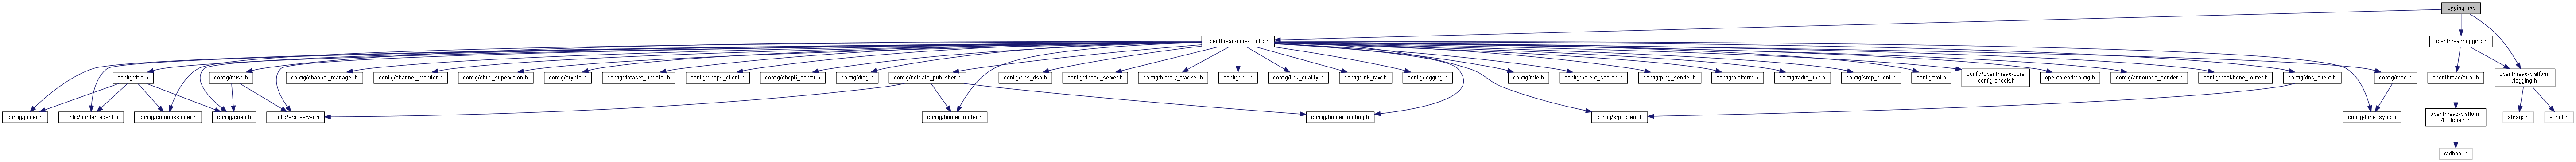 logging.hpp
openthread-core-config.h
openthread/logging.h
config/dtls.h
config/misc.h
config/channel_manager.h
config/channel_monitor.h
config/child_supervision.h
config/crypto.h
config/dataset_updater.h
config/dhcp6_client.h
config/dhcp6_server.h
config/diag.h
config/netdata_publisher.h
config/dns_dso.h
config/dnssd_server.h
config/history_tracker.h
config/ip6.h
config/link_quality.h
config/link_raw.h
config/logging.h
config/mle.h
config/parent_search.h
config/ping_sender.h
config/platform.h
config/radio_link.h
config/sntp_client.h
config/tmf.h
config/openthread-core
-config-check.h
openthread/config.h
config/announce_sender.h
config/backbone_router.h
config/dns_client.h
config/mac.h
openthread/error.h
openthread/platform
/logging.h
config/joiner.h
config/border_agent.h
config/commissioner.h
config/coap.h
config/srp_server.h
config/border_router.h
config/border_routing.h
config/srp_client.h
config/time_sync.h
openthread/platform
/toolchain.h
stdarg.h
stdint.h
stdbool.h